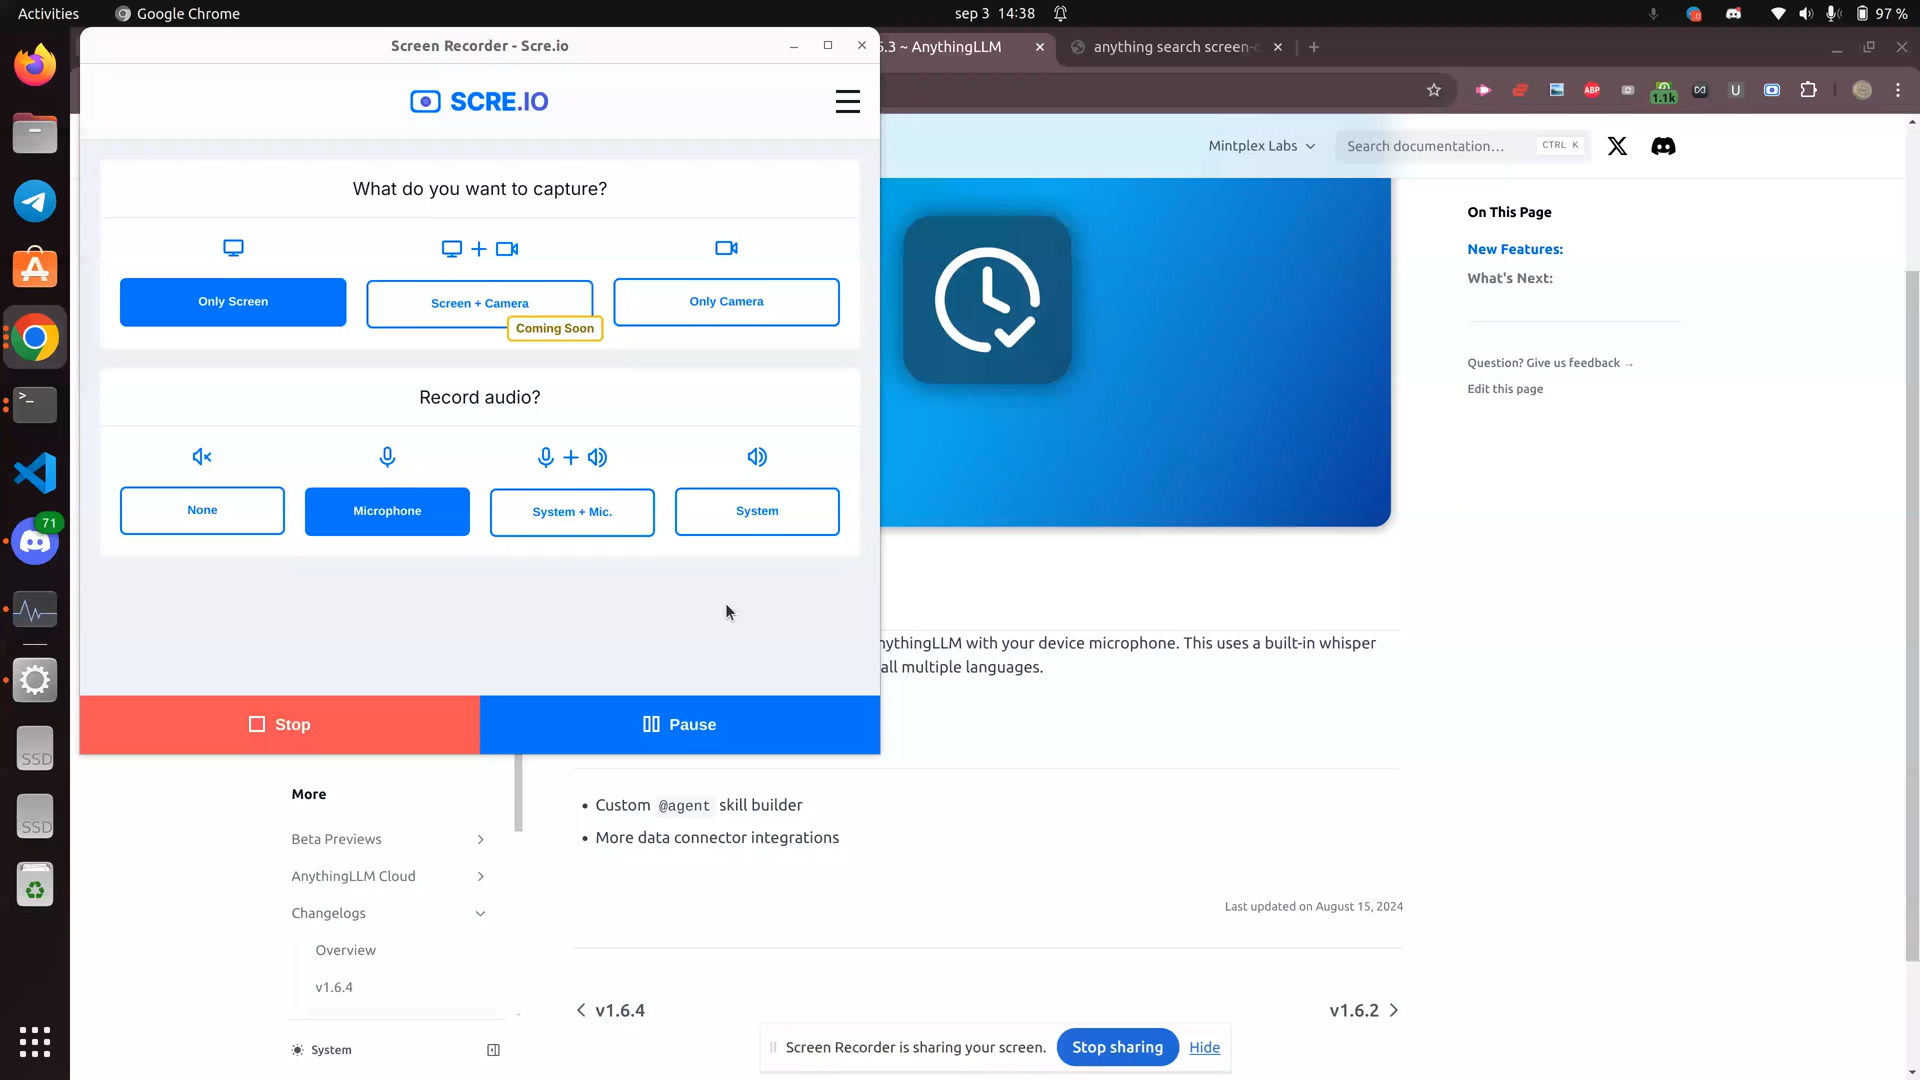 Activities
Google Chrome
sep 3 14:38
97 %
Screen Recorder - Scre.io
5.3 ~ AnythingLLM
anything search screen-
SCRE.IO
ABP
1.1k
U
Mintplex Labs
Search documentation...
CTRL K
What do you want to capture?
Only Screen
Screen + Camera
Only Camera
Coming Soon
On This Page
New Features:
What's Next:
Question? Give us feedback →
Edit this page
Record audio?
None
Microphone
System + Mic.
System
71
nythingLLM with your device microphone. This uses a built-in whisper
all multiple languages.
Stop
Pause
SSD
SSD
More
Beta Previews
AnythingLLM Cloud
Changelogs
Overview
v1.6.4
System
• Custom @agent skill builder
• More data connector integrations
Last updated on August 15, 2024
v1.6.4
v1.6.2
Screen Recorder is sharing your screen.
Stop sharing
Hide